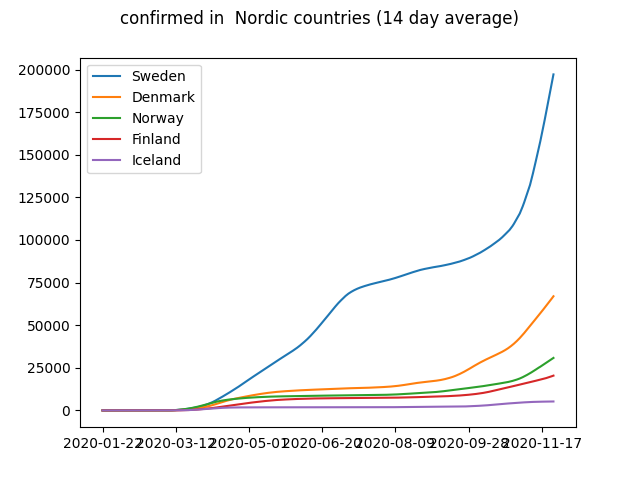 confirmed in  Nordic countries (14 day average)
200000
175000
150000
125000
100000
75000
50000
25000
0
Sweden
Denmark
Norway
Finland
Iceland
2020-01-22 2020-03-12 2020-05-01 2020-06-20 2020-08-09 2020-09-28 2020-11-17